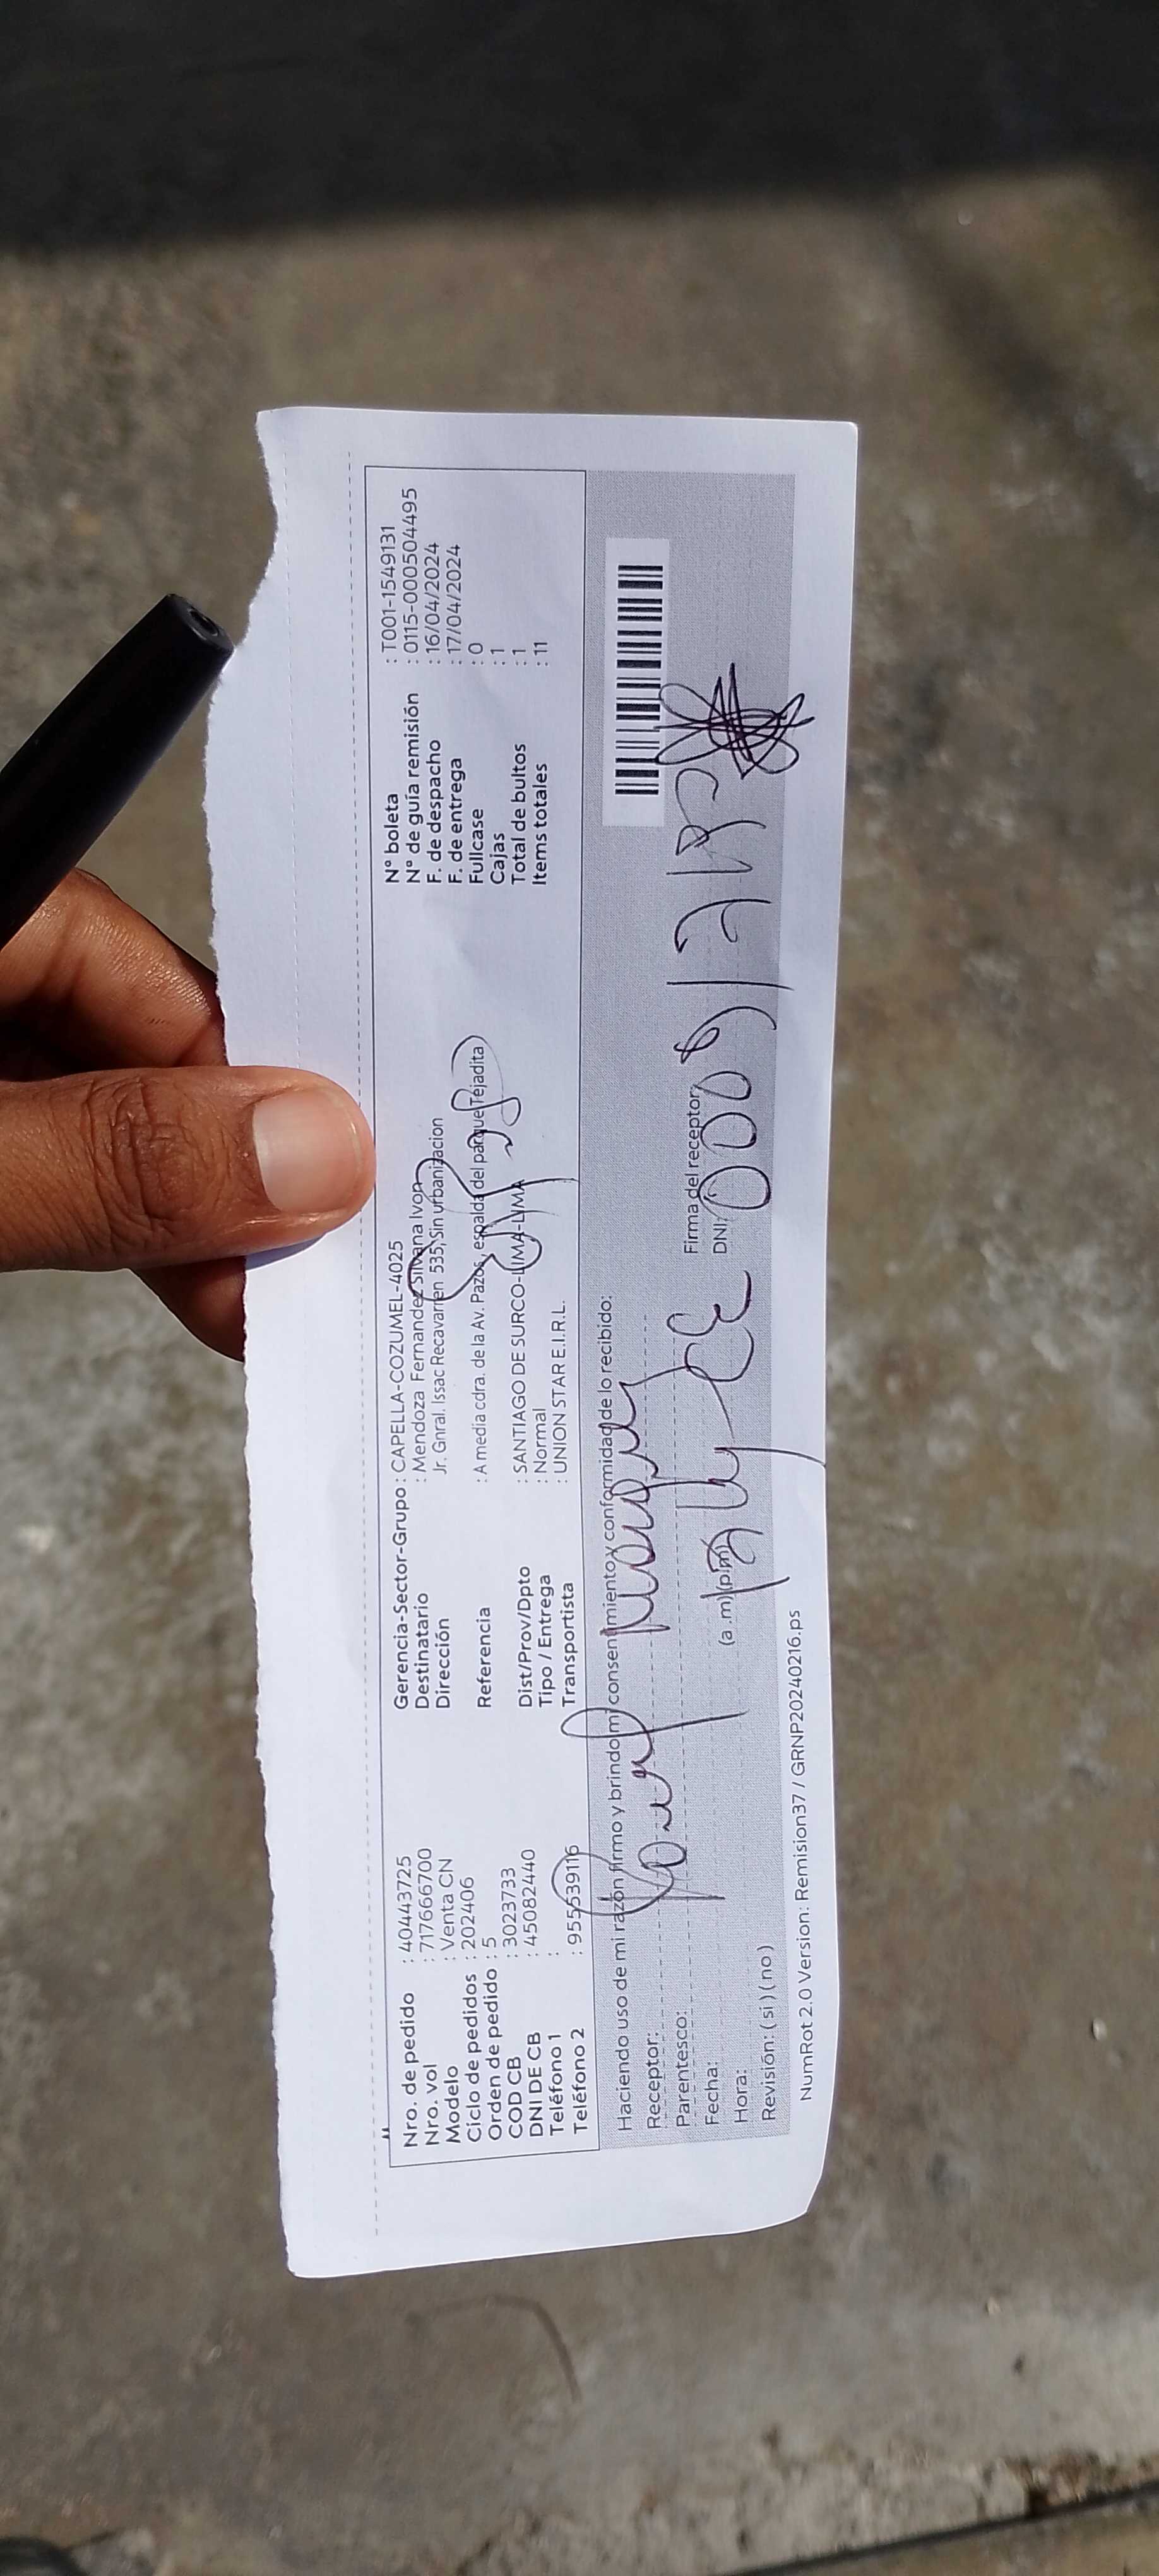 Nro. de pedido : 40443725
Nro. vol : 717666700
Modelo : Venta CN
Ciclo de pedidos : 202406
Orden de pedido : 5
COD CB : 3023733
DNI DE CB : 45082440
Teléfono 1 :
Teléfono 2 : 955539116
Gerencia-Sector-Grupo : CAPELLA-COZUMEL-4025
Destinatario : Mendoza Fernandez Silvana Ivon
Dirección Jr. Gnral. Issac Recavarren 535, Sin urbanizacion
Referencia : A media cdra. de la Av. Pazos, espalda del parque Tejadita
Dist/Prov/Dpto : SANTIAGO DE SURCO-LIMA-LIMA
Tipo / Entrega : Normal
Transportista : UNION STAR E.I.R.L.
N° boleta : T001-1549131
N° de guía remisión : 0115-000504495
F. de despacho : 16/04/2024
F. de entrega : 17/04/2024
Fullcase : 0
Cajas : 1
Total de bultos : 1
Items totales : 11
Haciendo uso de mi razón firmo y brindo mi consentimiento y conformidad de lo recibido:
Receptor:
Parentesco:
Fecha:
Hora: (a.m) (p.m)
Revisión: ( si ) ( no )
Firma del receptor:
DNI:
NumRot 2.0 Version: Remision37 / GRNP20240216.ps